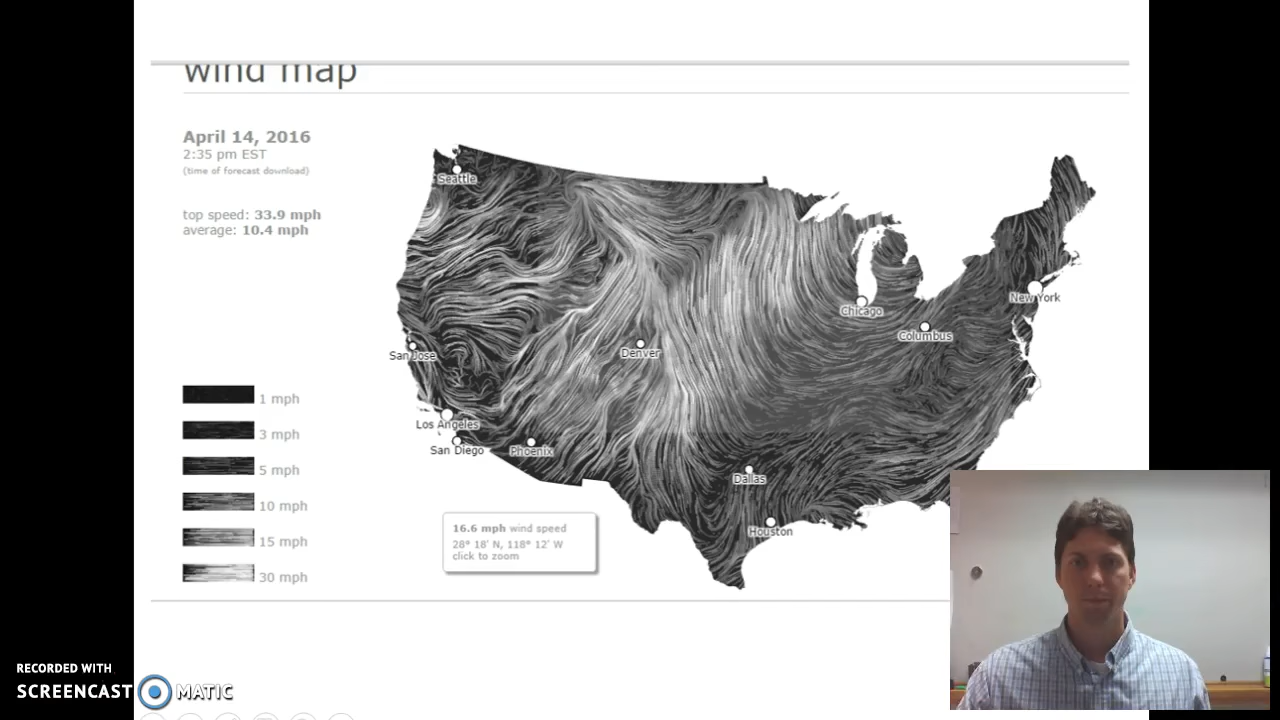 wind map
April 14, 2016
2:35 pm EST
(time of forecast download)
top speed: 33.9 mph
average: 10.4 mph
Seattle
New York
Chicago
Columbus
San Jose
Denver
Los Angeles
San Diego
Phoenix
Dallas
Houston
1 mph
3 mph
5 mph
10 mph
15 mph
30 mph
16.6 mph wind speed
28° 18' N, 118° 12' W
click to zoom
RECORDED WITH
SCREENCAST MATIC